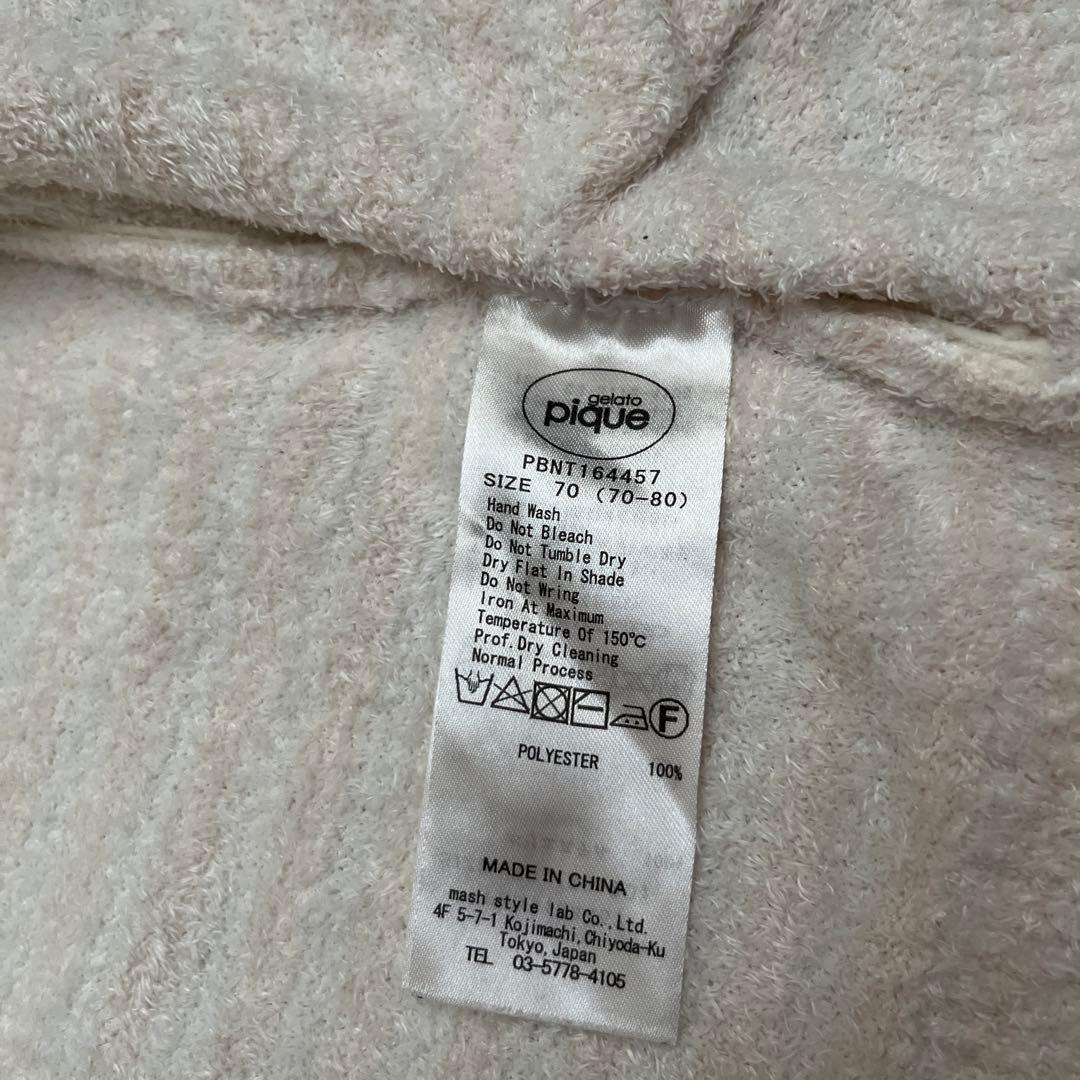 gelato
pique
PBNT164457
SIZE 70 (70-80)
Hand Wash
Do Not Bleach
Do Not Tumble Dry
Dry Flat In Shade
Do Not Wring
Iron At Maximum
Temperature Of 150℃
Prof. Dry Cleaning
Normal Process
F
POLYESTER 100%
MADE IN CHINA
mash style lab Co., Ltd.
4F 5-7-1 Kojimachi, Chiyoda-Ku
Tokyo, Japan
TEL 03-5778-4105